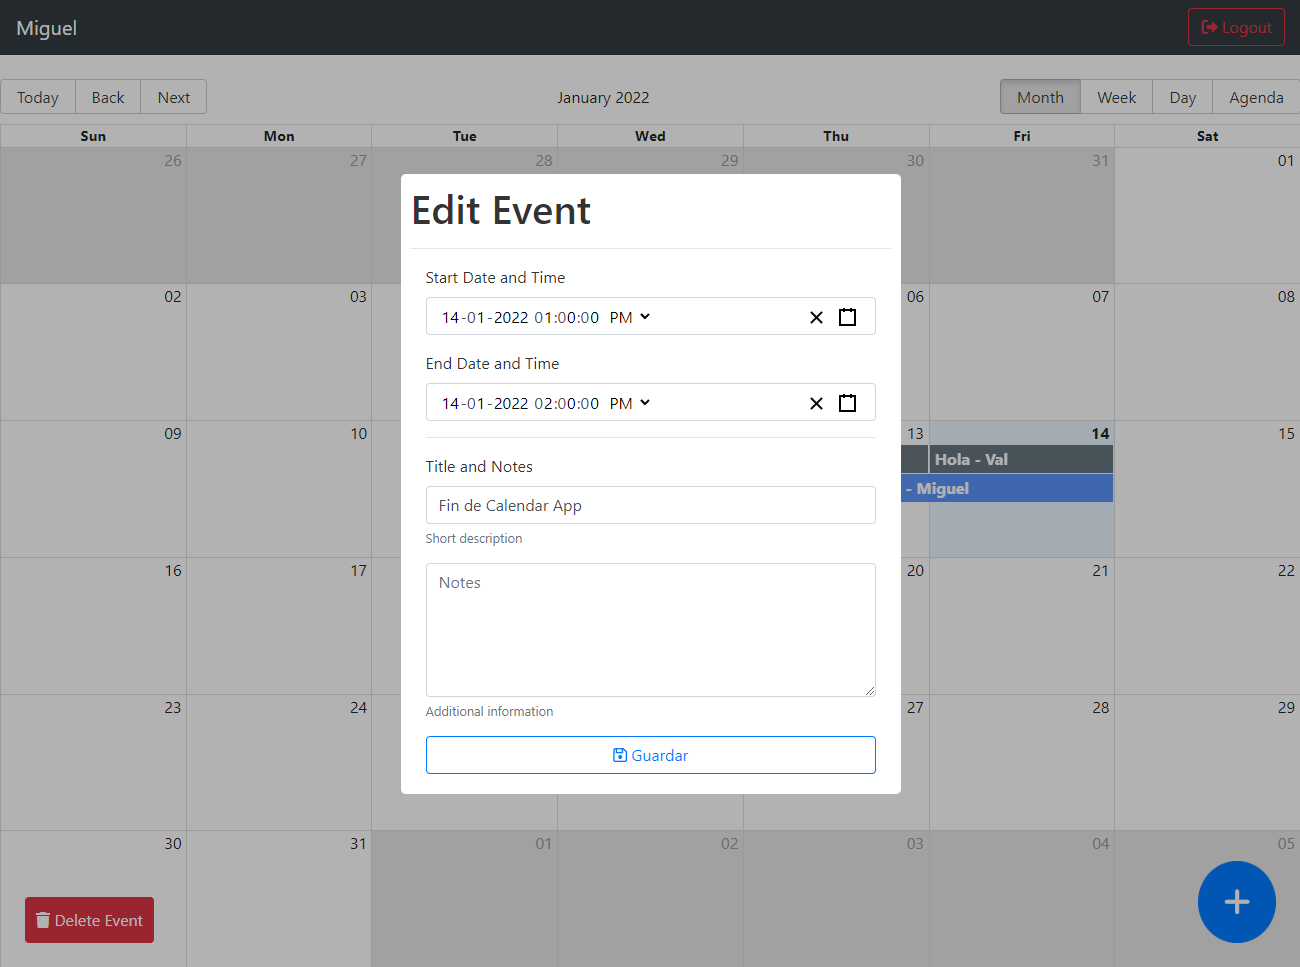 Miguel
Logout
Today Back Next
January 2022
Month Week Day Agenda
Sun Mon Tue Wed Thu Fri Sat
26 27 28 29 30 31 01
Edit Event
Start Date and Time
14-01-2022 01:00:00 PM
End Date and Time
14-01-2022 02:00:00 PM
Title and Notes
Fin de Calendar App
Short description
Notes
Additional information
Guardar
02 03 06 07 08
09 10 13 14 15
Hola - Val
- Miguel
16 17 20 21 22
23 24 27 28 29
30 31 01 02 03 04 05
Delete Event